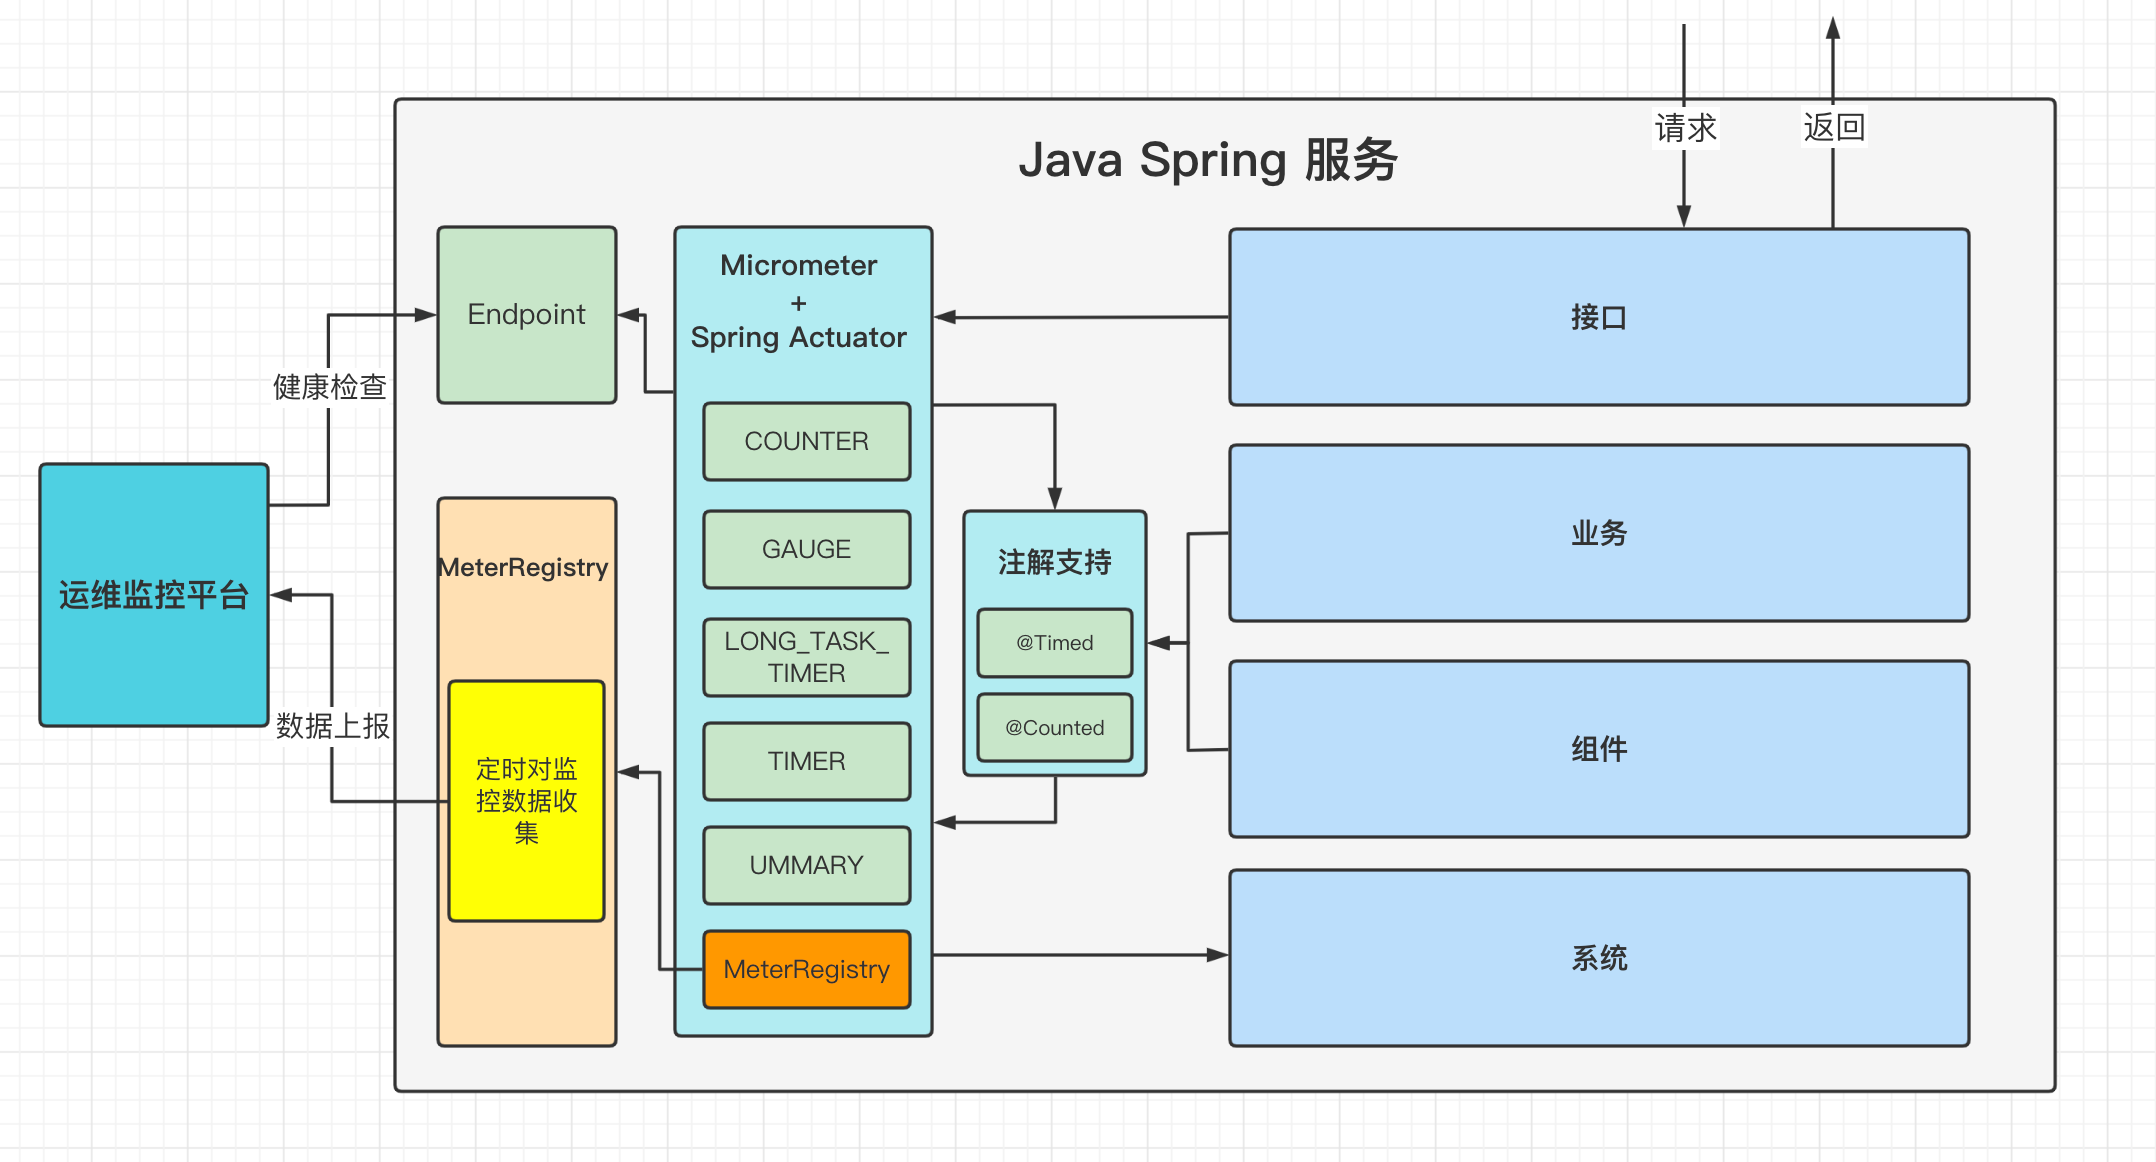 请求
返回
Java Spring 服务
Endpoint
Micrometer
+
Spring Actuator
接口
健康检查
COUNTER
GAUGE
业务
注解支持
MeterRegistry
运维监控平台
@Timed
LONG_TASK_
TIMER
@Counted
数据上报
TIMER
组件
定时对监
控数据收
集
UMMARY
MeterRegistry
系统